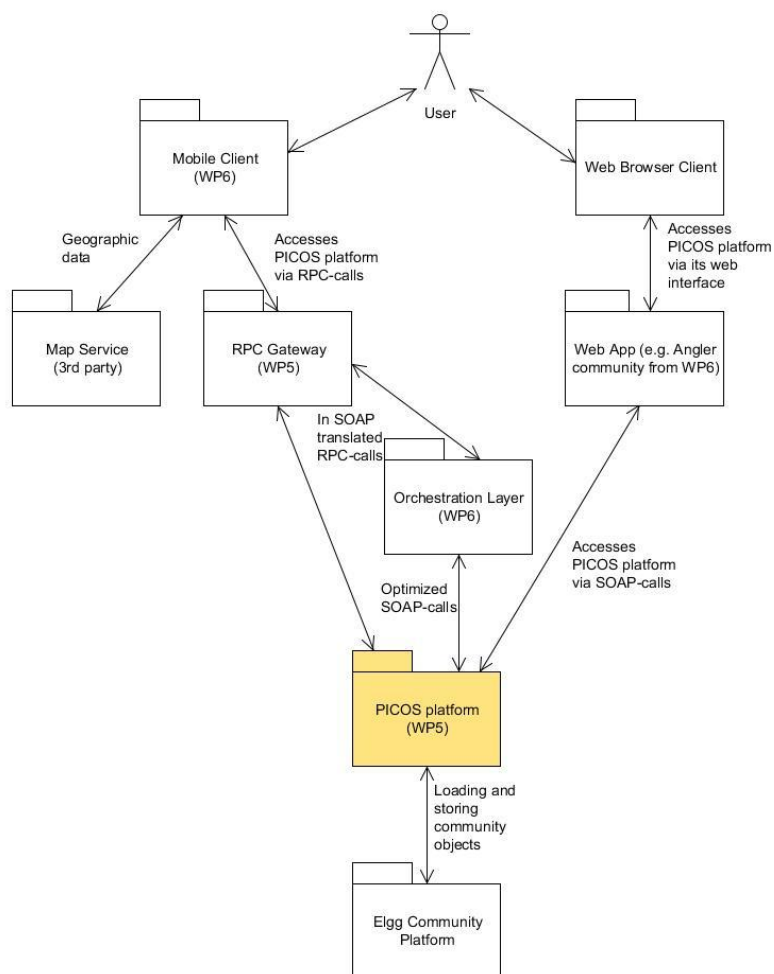 User
Mobile Client
(WP6)
Web Browser Client
Geographic
data
Accesses
PICOS platform
via RPC-calls
Accesses
PICOS platform
via its web
interface
Map Service
(3rd party)
RPC Gateway
(WP5)
Web App (e.g. Angler
community from WP6)
In SOAP
translated
RPC-calls
Orchestration Layer
(WP6)
Accesses
PICOS platform
via SOAP-calls
Optimized
SOAP-calls
PICOS platform
(WP5)
Loading and
storing
community
objects
Elgg Community
Platform